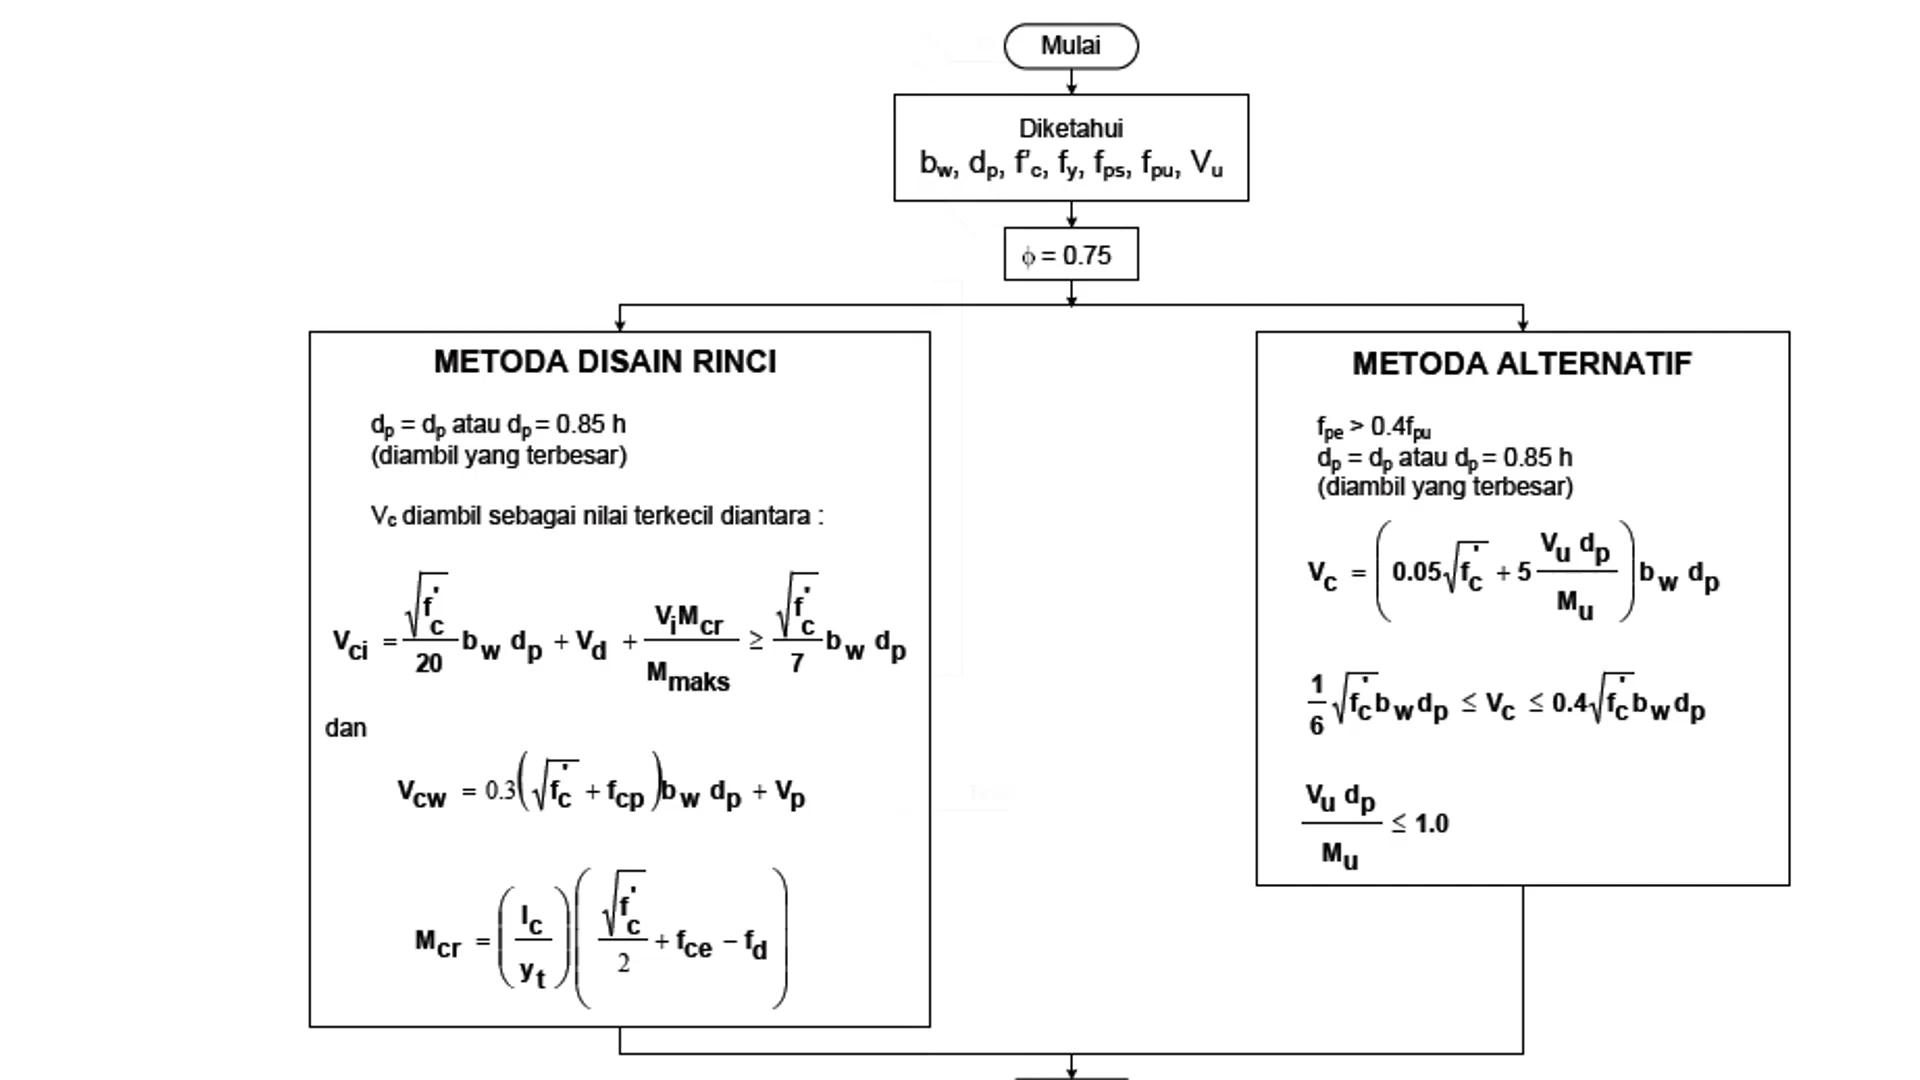 Mulai
Diketahui
bw, dp, f'c, fy, fps, fpu, Vu
ϕ = 0.75
METODA DISAIN RINCI
dp = dp atau dp = 0.85 h
(diambil yang terbesar)
Vc diambil sebagai nilai terkecil diantara :
Vci = √f'c/20 bw dp + Vd + ViMcr/Mmaks ≥ √f'c/7 bw dp
dan
Vcw = 0.3(√f'c + fcp)bw dp + Vp
Mcr = (Ic/yt)(√f'c/2 + fce − fd)
METODA ALTERNATIF
fpe > 0.4fpu
dp = dp atau dp = 0.85 h
(diambil yang terbesar)
Vc = (0.05√f'c + 5 Vu dp/Mu) bw dp
1/6 √f'c bw dp ≤ Vc ≤ 0.4√f'c bw dp
Vu dp/Mu ≤ 1.0